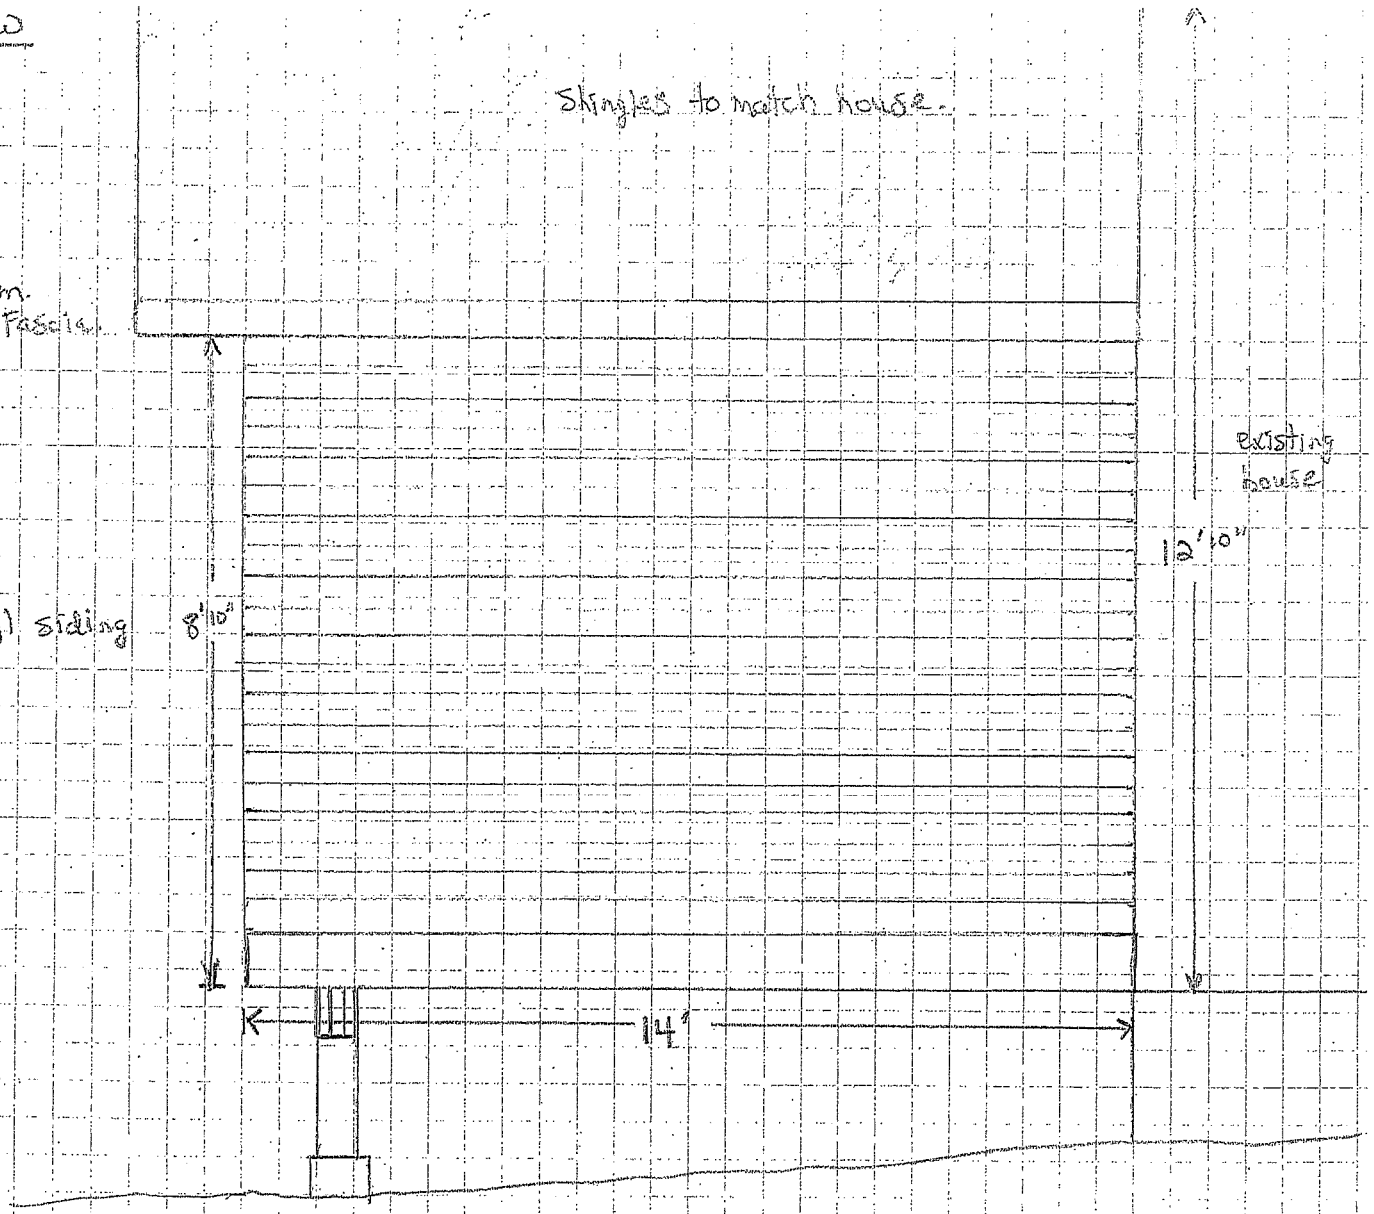 Shingles to match house.
Fascia.
existing
house
12'10"
8'10"
siding
14'